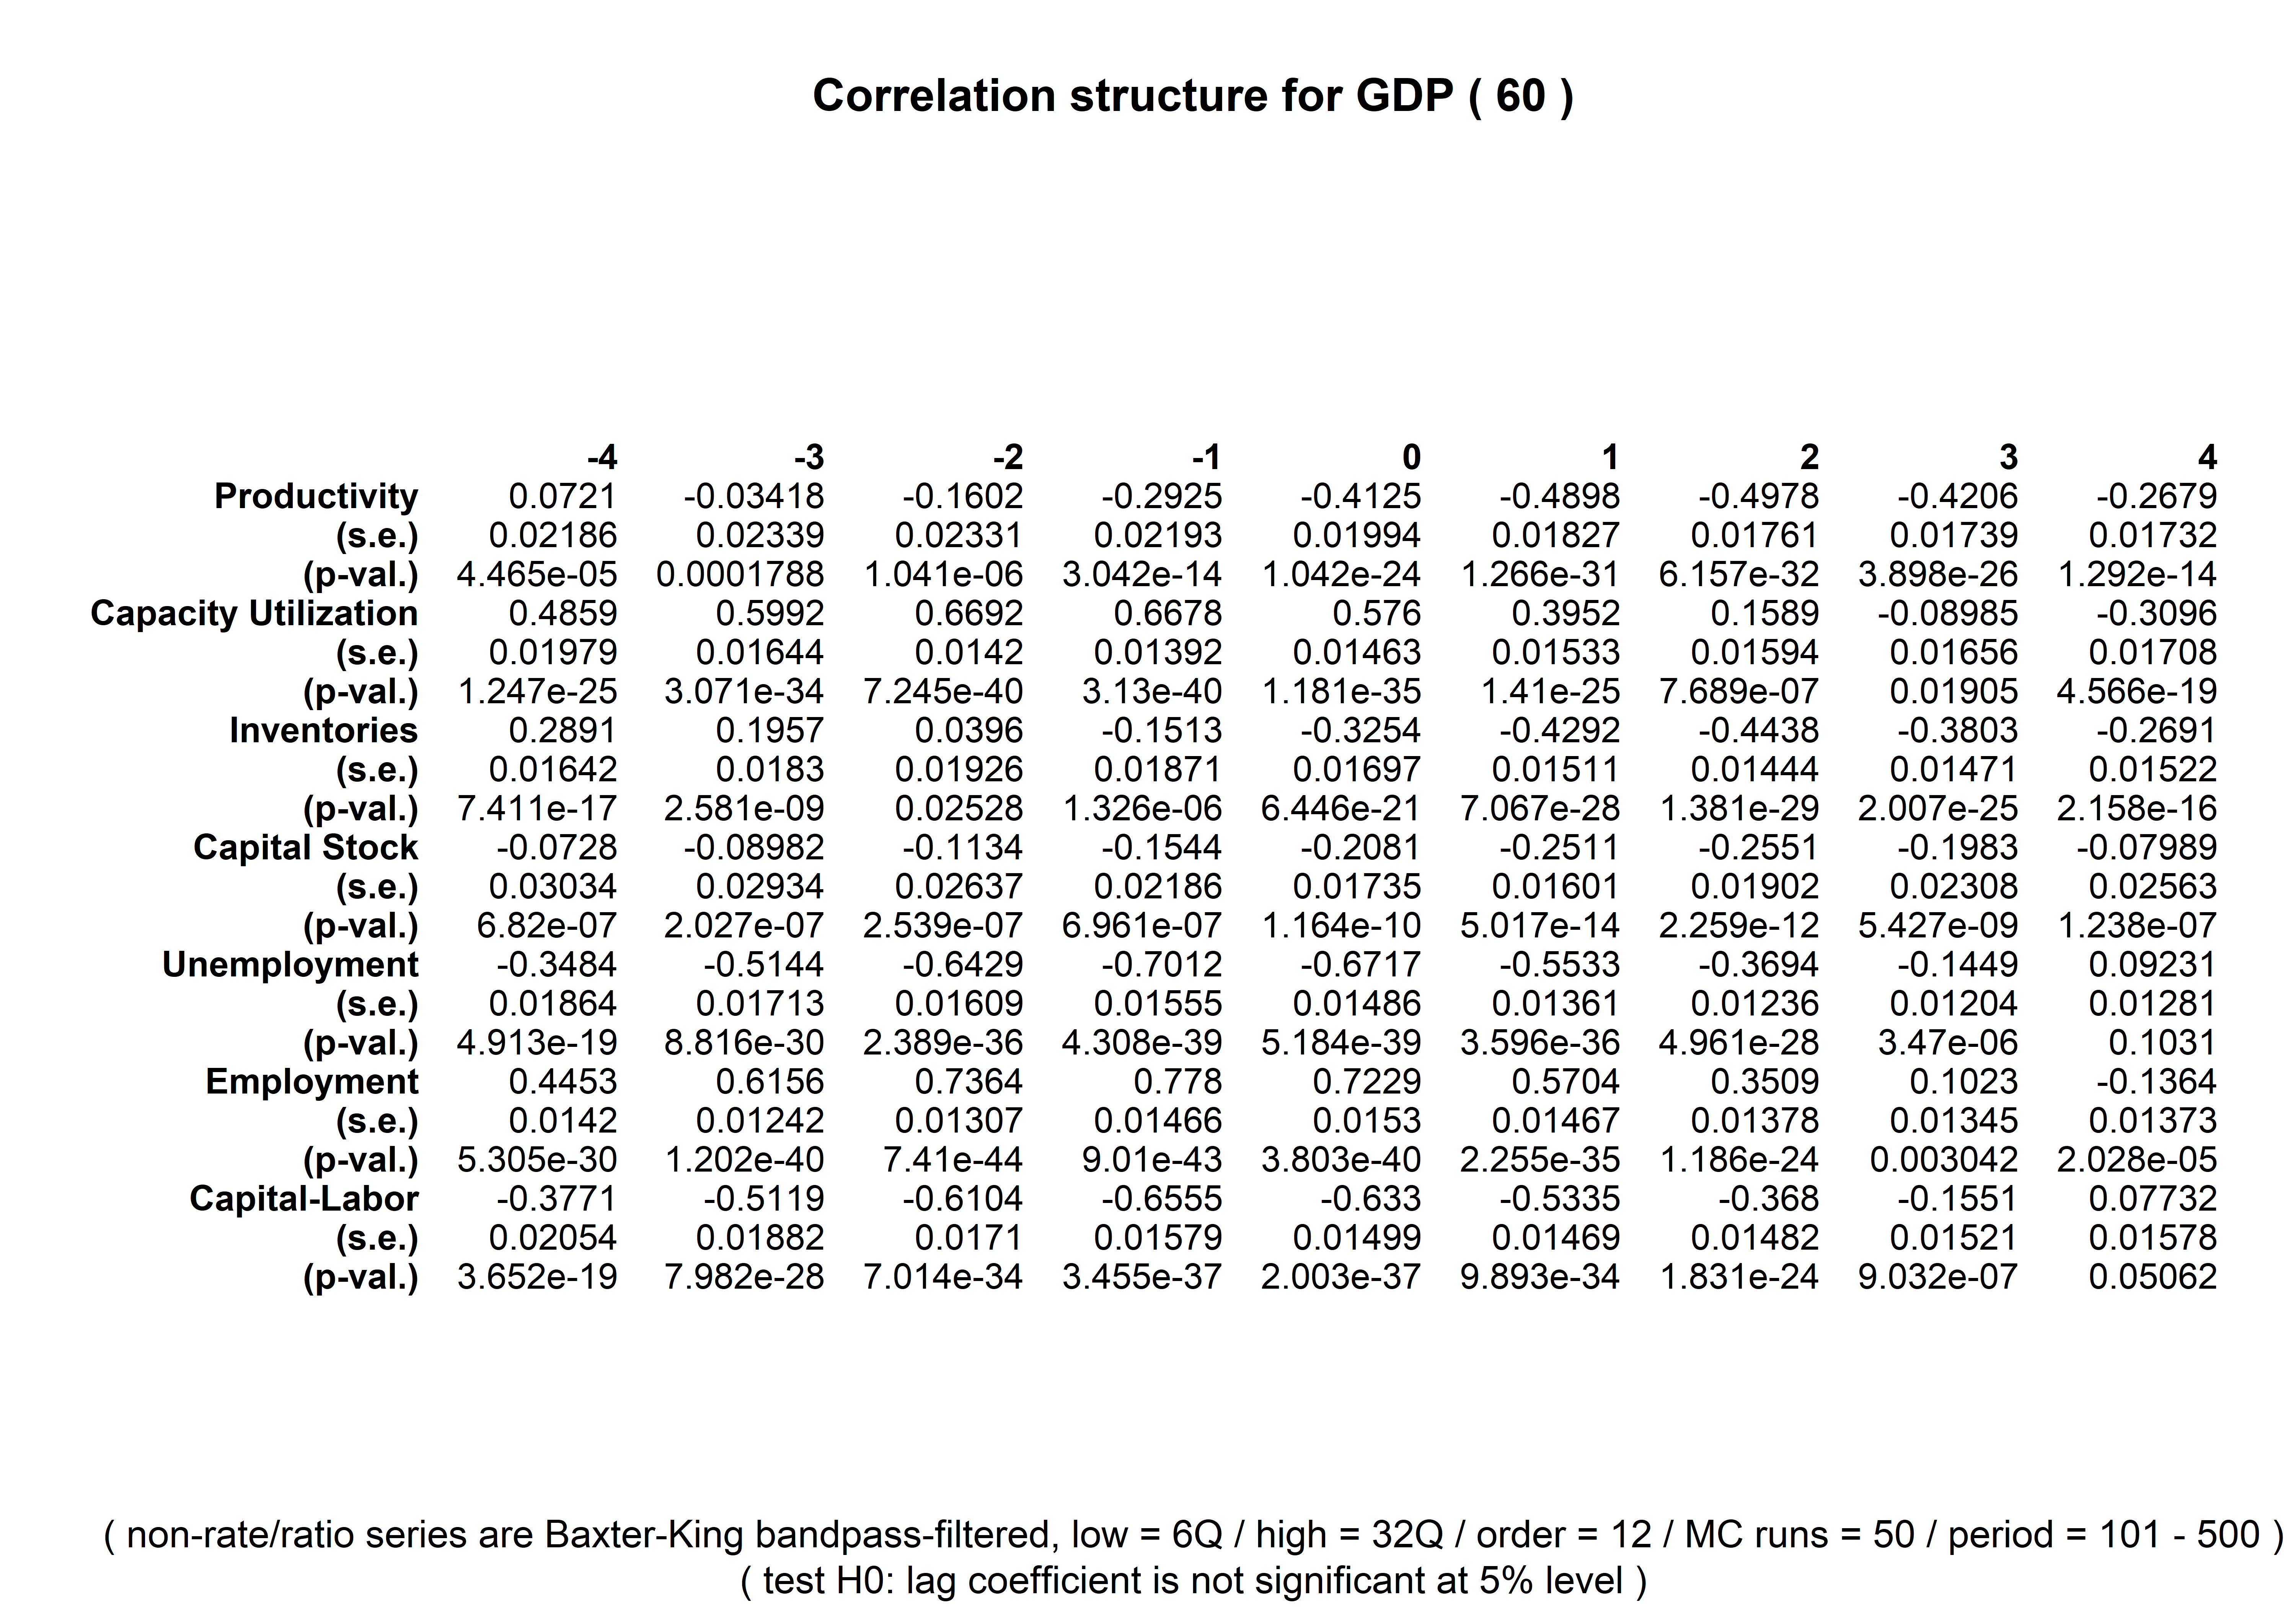 Correlation structure for GDP ( 60 )
-4 -3 -2 -1 0 1 2 3 4
Productivity 0.0721 -0.03418 -0.1602 -0.2925 -0.4125 -0.4898 -0.4978 -0.4206 -0.2679
(s.e.) 0.02186 0.02339 0.02331 0.02193 0.01994 0.01827 0.01761 0.01739 0.01732
(p-val.) 4.465e-05 0.0001788 1.041e-06 3.042e-14 1.042e-24 1.266e-31 6.157e-32 3.898e-26 1.292e-14
Capacity Utilization 0.4859 0.5992 0.6692 0.6678 0.576 0.3952 0.1589 -0.08985 -0.3096
(s.e.) 0.01979 0.01644 0.0142 0.01392 0.01463 0.01533 0.01594 0.01656 0.01708
(p-val.) 1.247e-25 3.071e-34 7.245e-40 3.13e-40 1.181e-35 1.41e-25 7.689e-07 0.01905 4.566e-19
Inventories 0.2891 0.1957 0.0396 -0.1513 -0.3254 -0.4292 -0.4438 -0.3803 -0.2691
(s.e.) 0.01642 0.0183 0.01926 0.01871 0.01697 0.01511 0.01444 0.01471 0.01522
(p-val.) 7.411e-17 2.581e-09 0.02528 1.326e-06 6.446e-21 7.067e-28 1.381e-29 2.007e-25 2.158e-16
Capital Stock -0.0728 -0.08982 -0.1134 -0.1544 -0.2081 -0.2511 -0.2551 -0.1983 -0.07989
(s.e.) 0.03034 0.02934 0.02637 0.02186 0.01735 0.01601 0.01902 0.02308 0.02563
(p-val.) 6.82e-07 2.027e-07 2.539e-07 6.961e-07 1.164e-10 5.017e-14 2.259e-12 5.427e-09 1.238e-07
Unemployment -0.3484 -0.5144 -0.6429 -0.7012 -0.6717 -0.5533 -0.3694 -0.1449 0.09231
(s.e.) 0.01864 0.01713 0.01609 0.01555 0.01486 0.01361 0.01236 0.01204 0.01281
(p-val.) 4.913e-19 8.816e-30 2.389e-36 4.308e-39 5.184e-39 3.596e-36 4.961e-28 3.47e-06 0.1031
Employment 0.4453 0.6156 0.7364 0.778 0.7229 0.5704 0.3509 0.1023 -0.1364
(s.e.) 0.0142 0.01242 0.01307 0.01466 0.0153 0.01467 0.01378 0.01345 0.01373
(p-val.) 5.305e-30 1.202e-40 7.41e-44 9.01e-43 3.803e-40 2.255e-35 1.186e-24 0.003042 2.028e-05
Capital-Labor -0.3771 -0.5119 -0.6104 -0.6555 -0.633 -0.5335 -0.368 -0.1551 0.07732
(s.e.) 0.02054 0.01882 0.0171 0.01579 0.01499 0.01469 0.01482 0.01521 0.01578
(p-val.) 3.652e-19 7.982e-28 7.014e-34 3.455e-37 2.003e-37 9.893e-34 1.831e-24 9.032e-07 0.05062
( non-rate/ratio series are Baxter-King bandpass-filtered, low = 6Q / high = 32Q / order = 12 / MC runs = 50 / period = 101 - 500 )
( test H0: lag coefficient is not significant at 5% level )